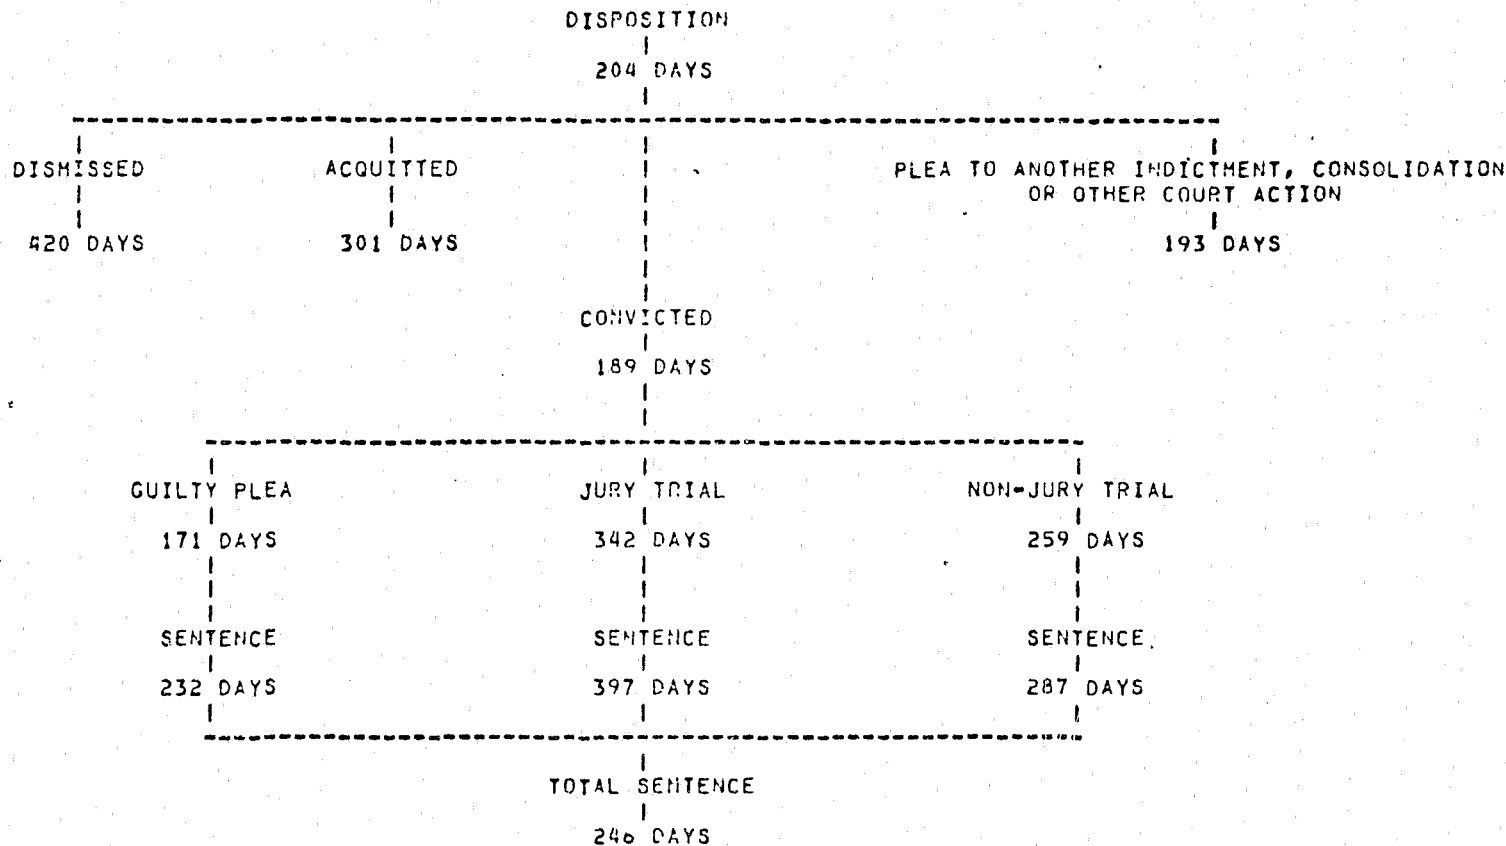 DISPOSITION
204 DAYS
DISMISSED ACQUITTED PLEA TO ANOTHER INDICTMENT, CONSOLIDATION
OR OTHER COURT ACTION
420 DAYS 301 DAYS 193 DAYS
CONVICTED
189 DAYS
GUILTY PLEA JURY TRIAL NON-JURY TRIAL
171 DAYS 342 DAYS 259 DAYS
SENTENCE SENTENCE SENTENCE
232 DAYS 397 DAYS 287 DAYS
TOTAL SENTENCE
246 DAYS